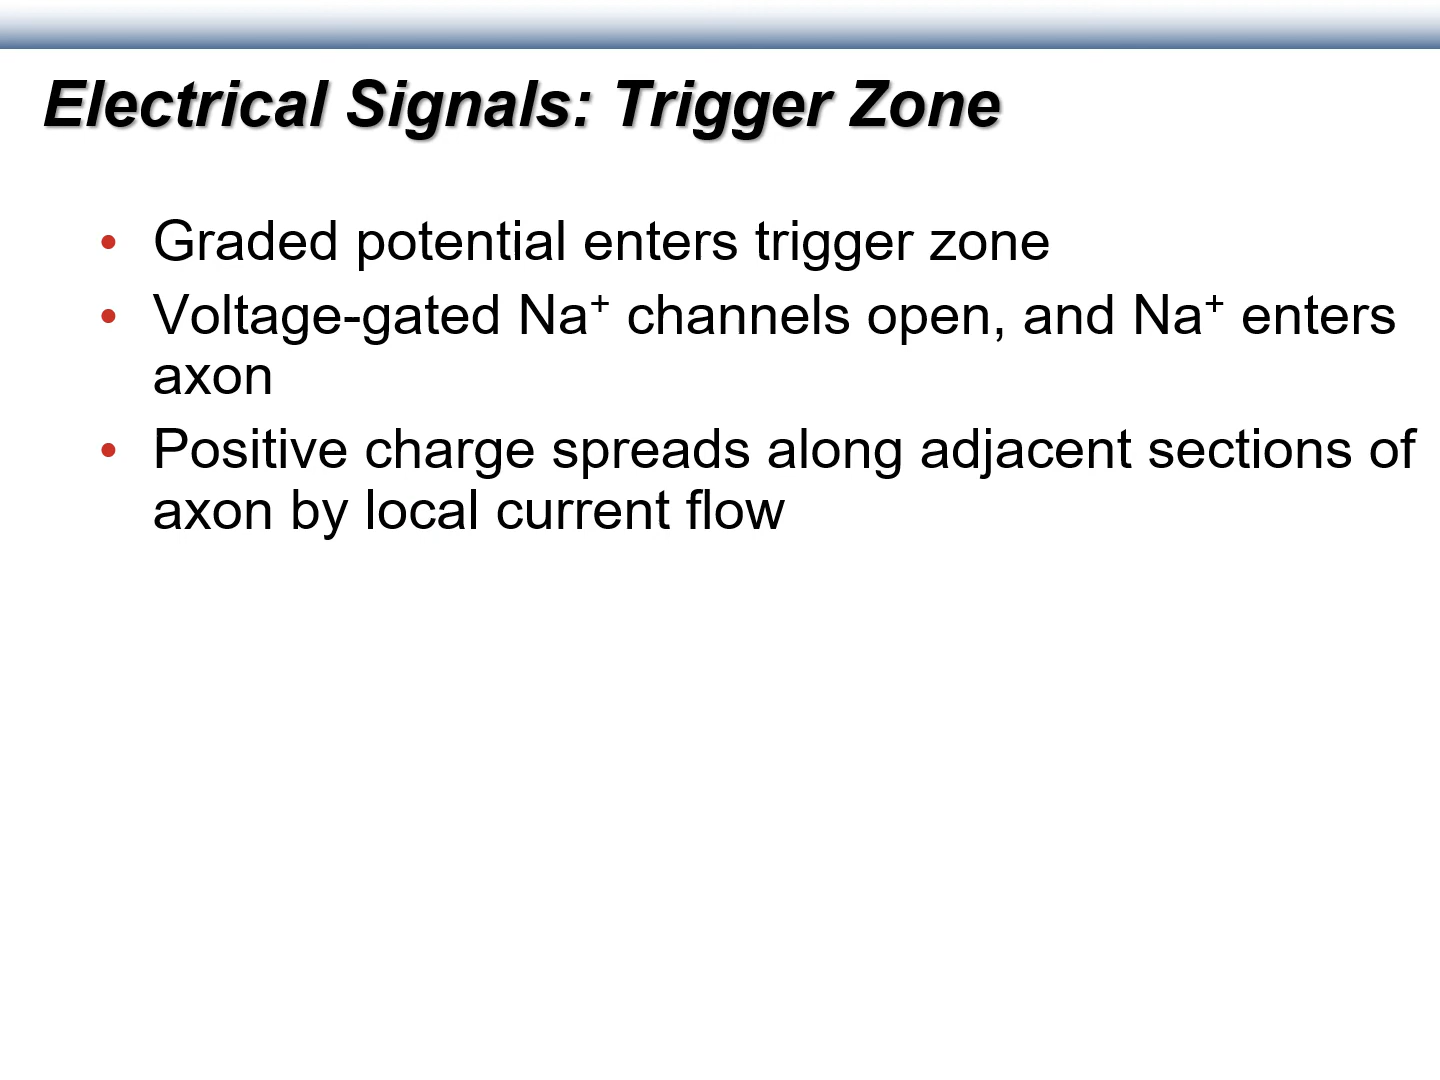 Electrical Signals: Trigger Zone
• Graded potential enters trigger zone
• Voltage-gated Na⁺ channels open, and Na⁺ enters
axon
• Positive charge spreads along adjacent sections of
axon by local current flow